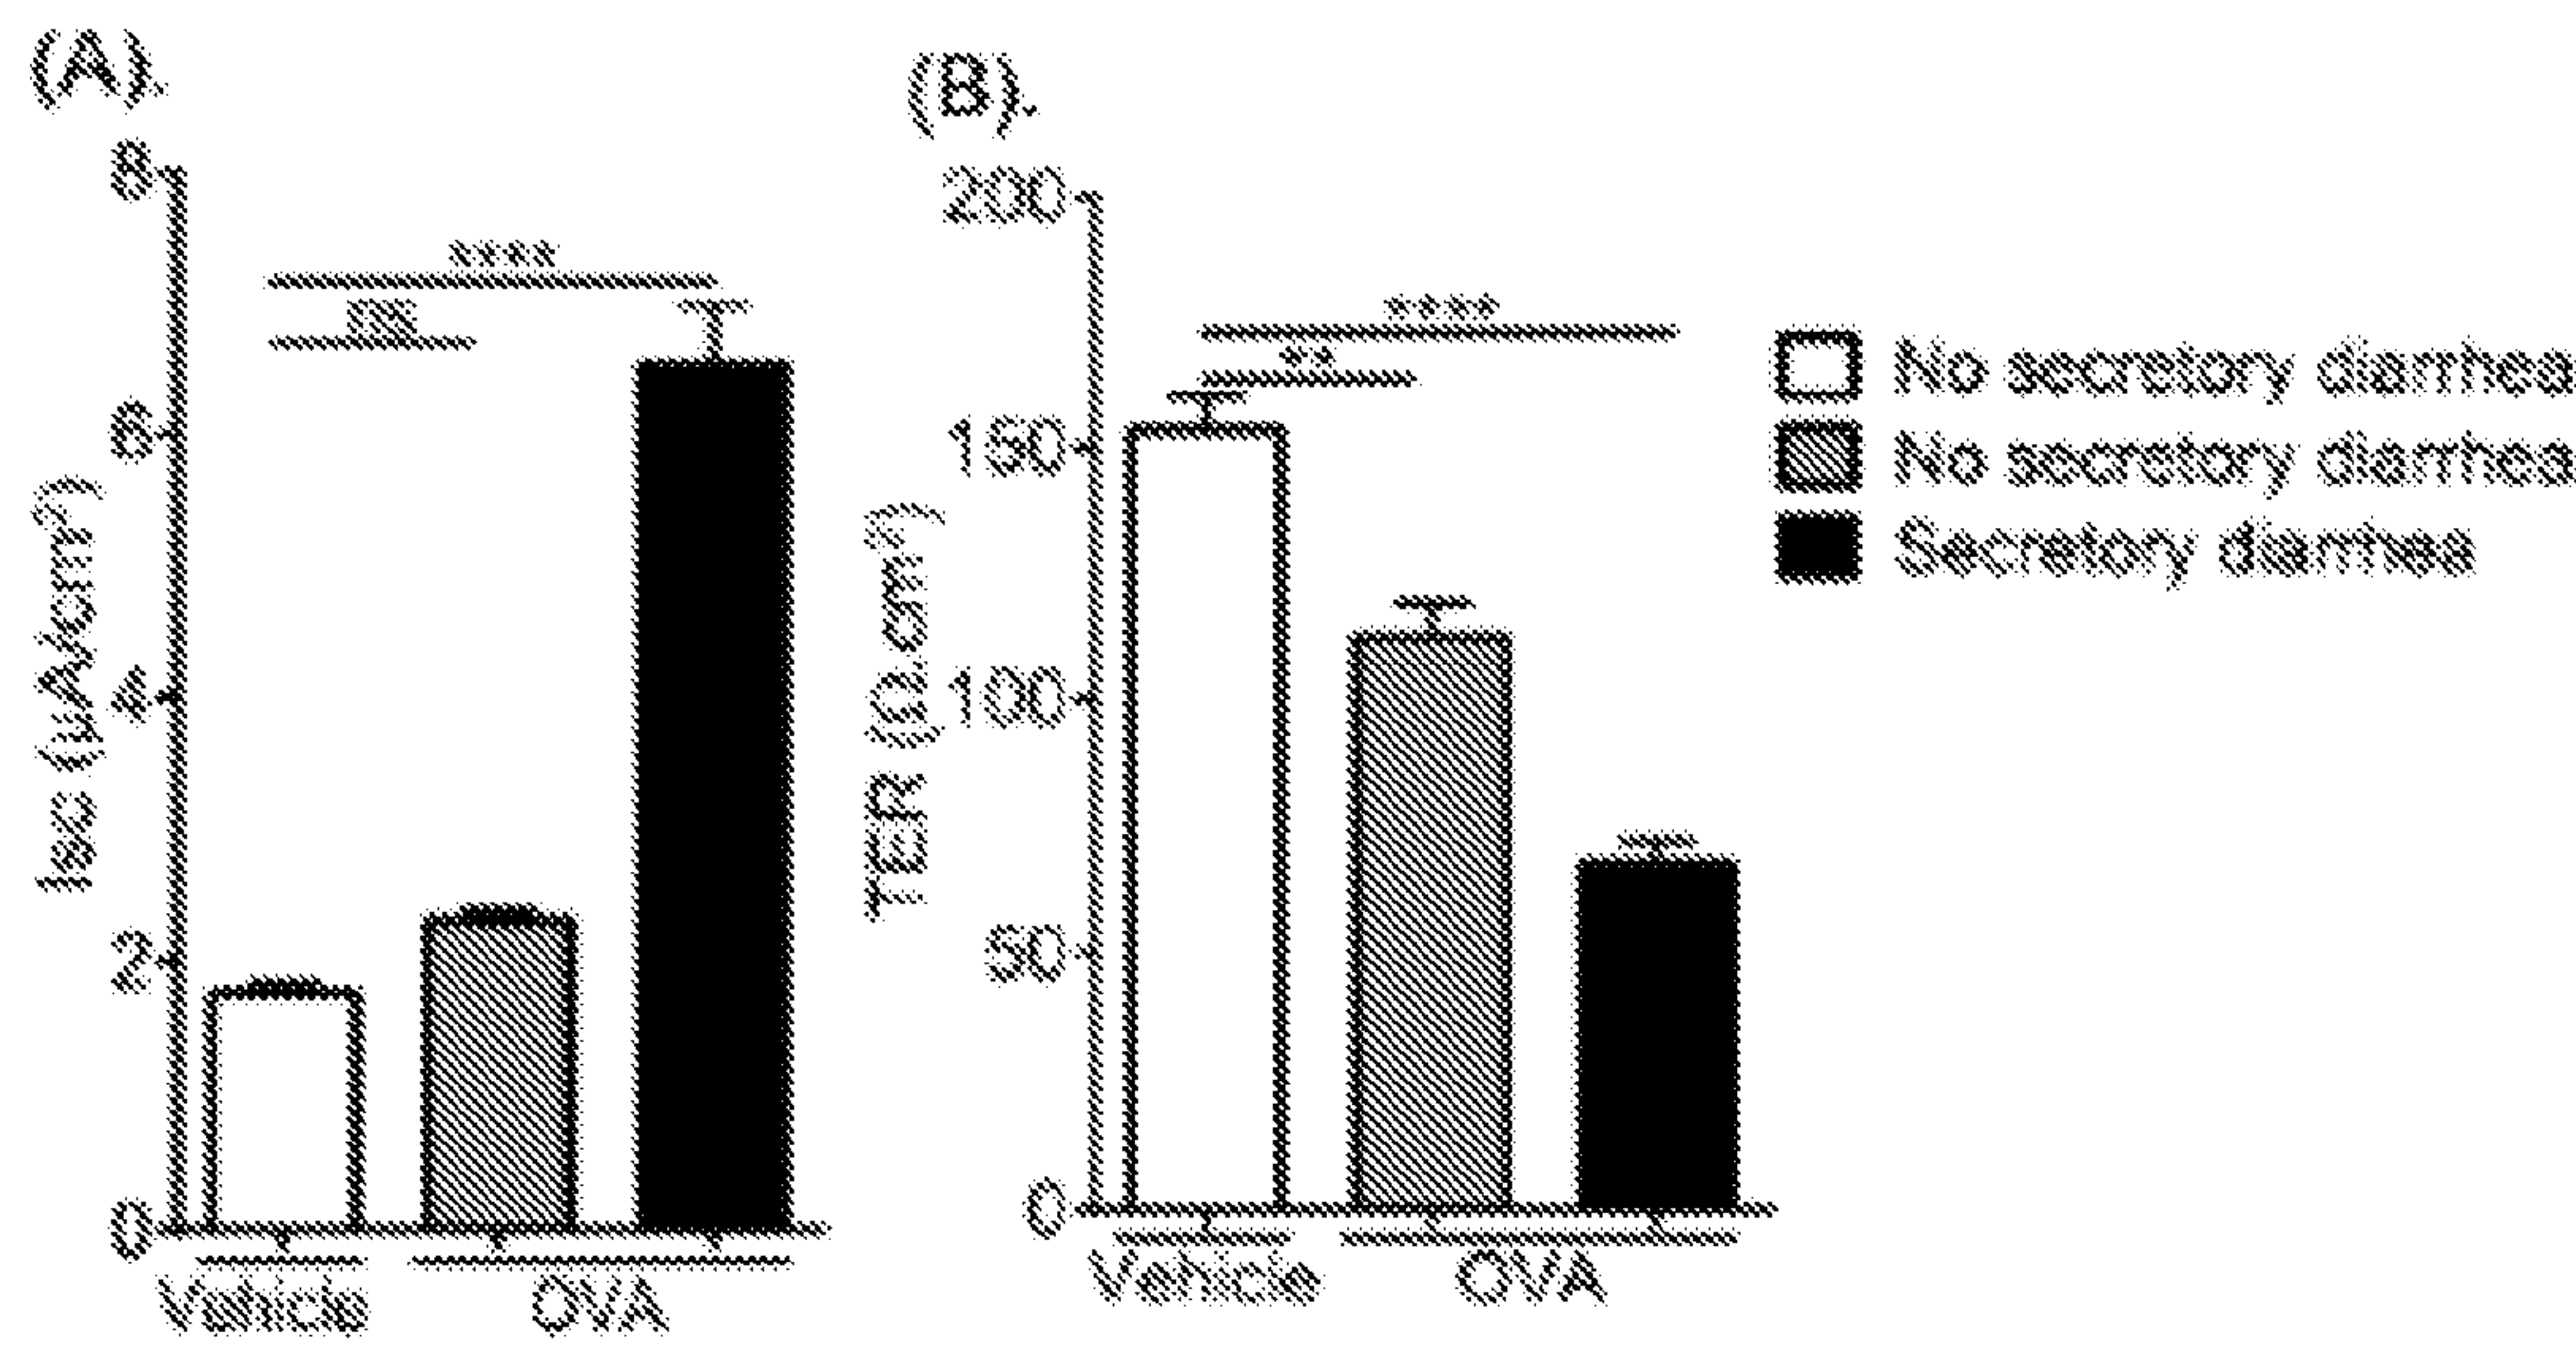 (A).
8
6
4
2
0
Isc (μA/cm²)
****
ns
Vehicle
OVA
(B).
200
150
100
50
0
TER (Ω.cm²)
****
**
Vehicle
OVA
No secretory diarrhea
No secretory diarrhea
Secretory diarrhea